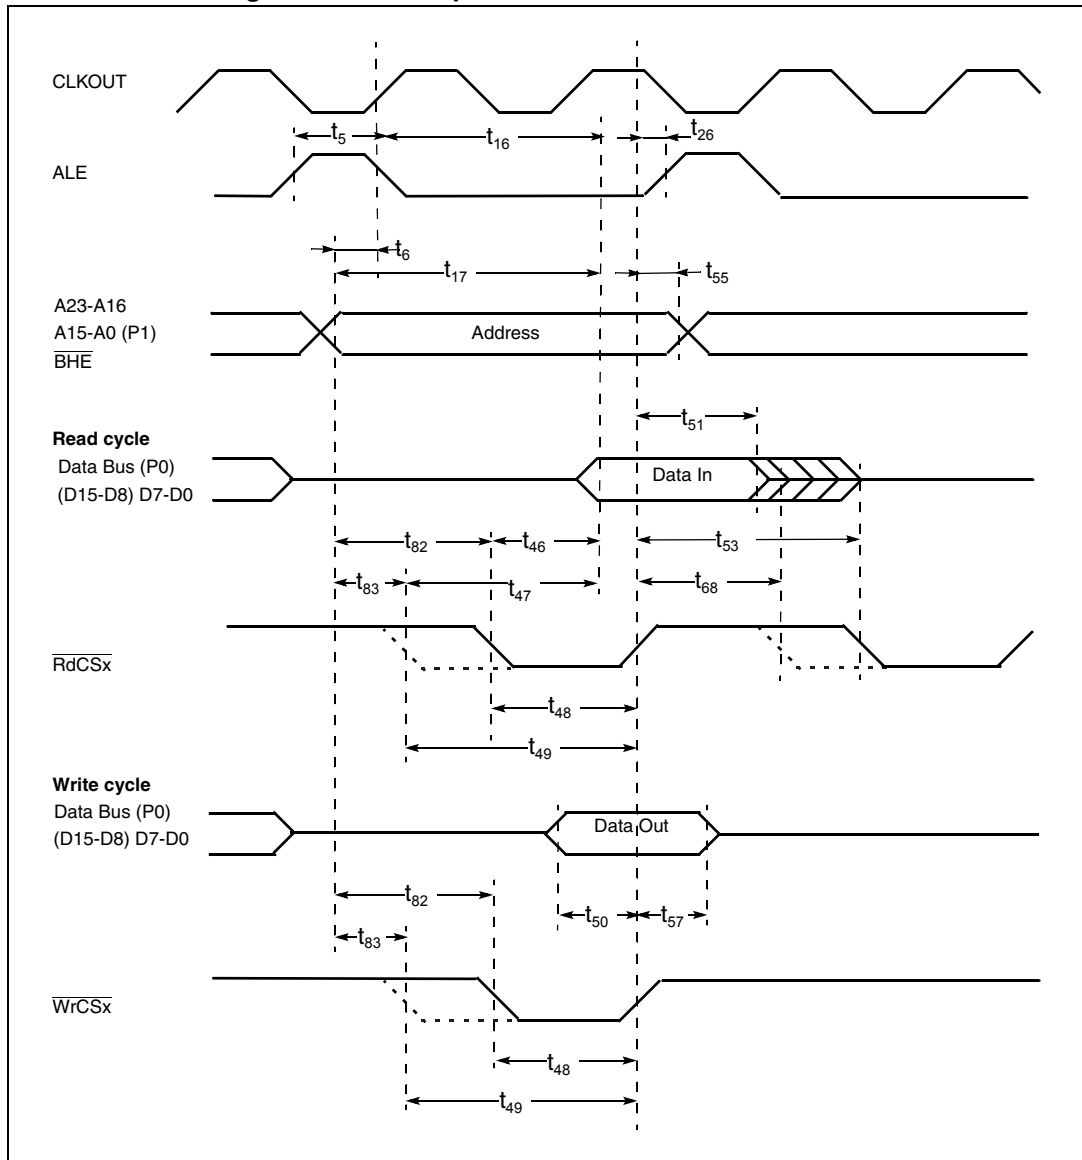 CLKOUT
t5
t16
t26
ALE
t6
t17
t55
A23-A16
A15-A0 (P1)
Address
BHE
t51
Read cycle
Data Bus (P0)
Data In
(D15-D8) D7-D0
t82
t46
t53
t83
t47
t68
RdCSx
t48
t49
Write cycle
Data Bus (P0)
Data Out
(D15-D8) D7-D0
t82
t50
t57
t83
WrCSx
t48
t49